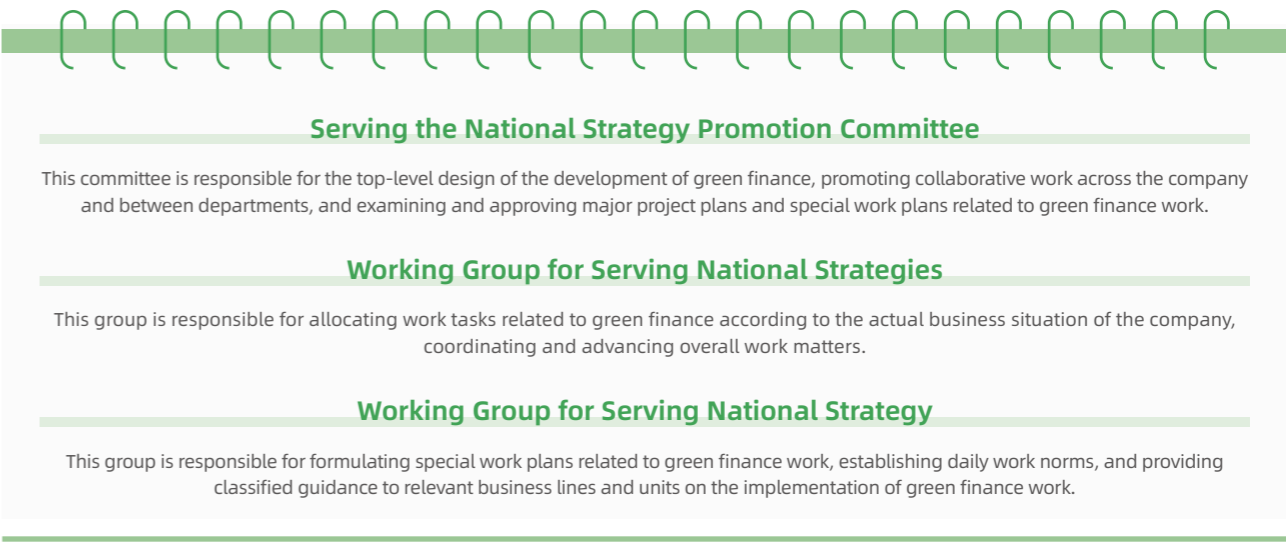 Serving the National Strategy Promotion Committee
This committee is responsible for the top-level design of the development of green finance, promoting collaborative work across the company
and between departments, and examining and approving major project plans and special work plans related to green finance work.
Working Group for Serving National Strategies
This group is responsible for allocating work tasks related to green finance according to the actual business situation of the company,
coordinating and advancing overall work matters.
Working Group for Serving National Strategy
This group is responsible for formulating special work plans related to green finance work, establishing daily work norms, and providing
classified guidance to relevant business lines and units on the implementation of green finance work.